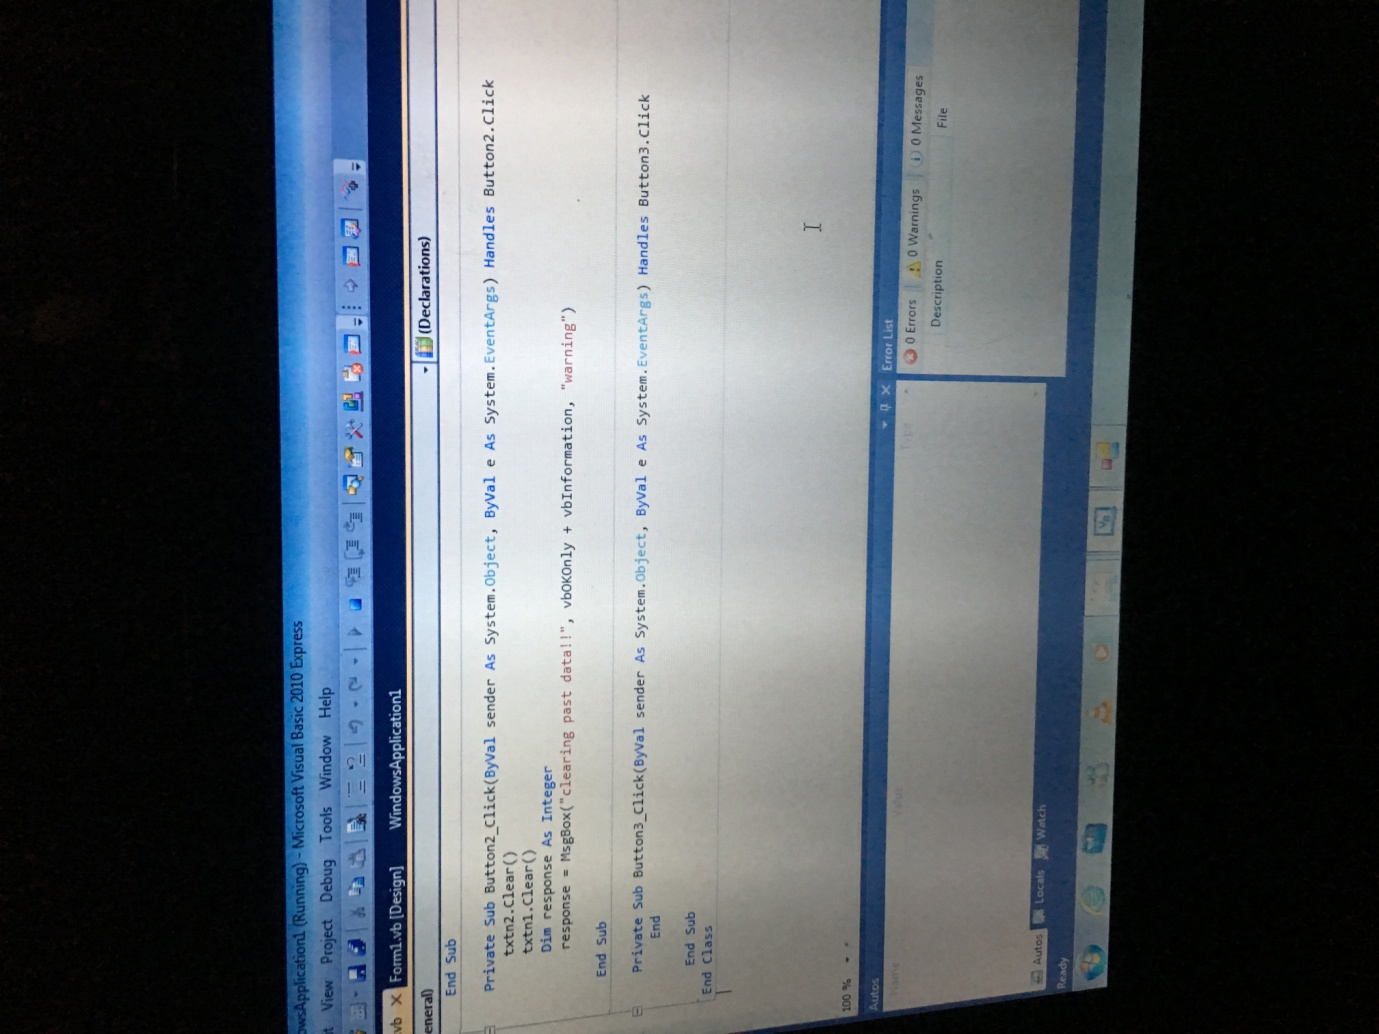 owsApplication1 (Running) - Microsoft Visual Basic 2010 Express
View Project Debug Tools Window Help
.vb X Form1.vb [Design] WindowsApplication1
eneral) (Declarations)
End Sub
Private Sub Button2_Click(ByVal sender As System.Object, ByVal e As System.EventArgs) Handles Button2.Click
txtn2.Clear()
txtn1.Clear()
Dim response As Integer
response = MsgBox("clearing past data!!", vbOKOnly + vbInformation, "warning")
End Sub
Private Sub Button3_Click(ByVal sender As System.Object, ByVal e As System.EventArgs) Handles Button3.Click
End
End Sub
End Class
100 %
Autos
Name Value Type
Autos Locals Watch
Error List
0 Errors 0 Warnings 0 Messages
Description File
Ready